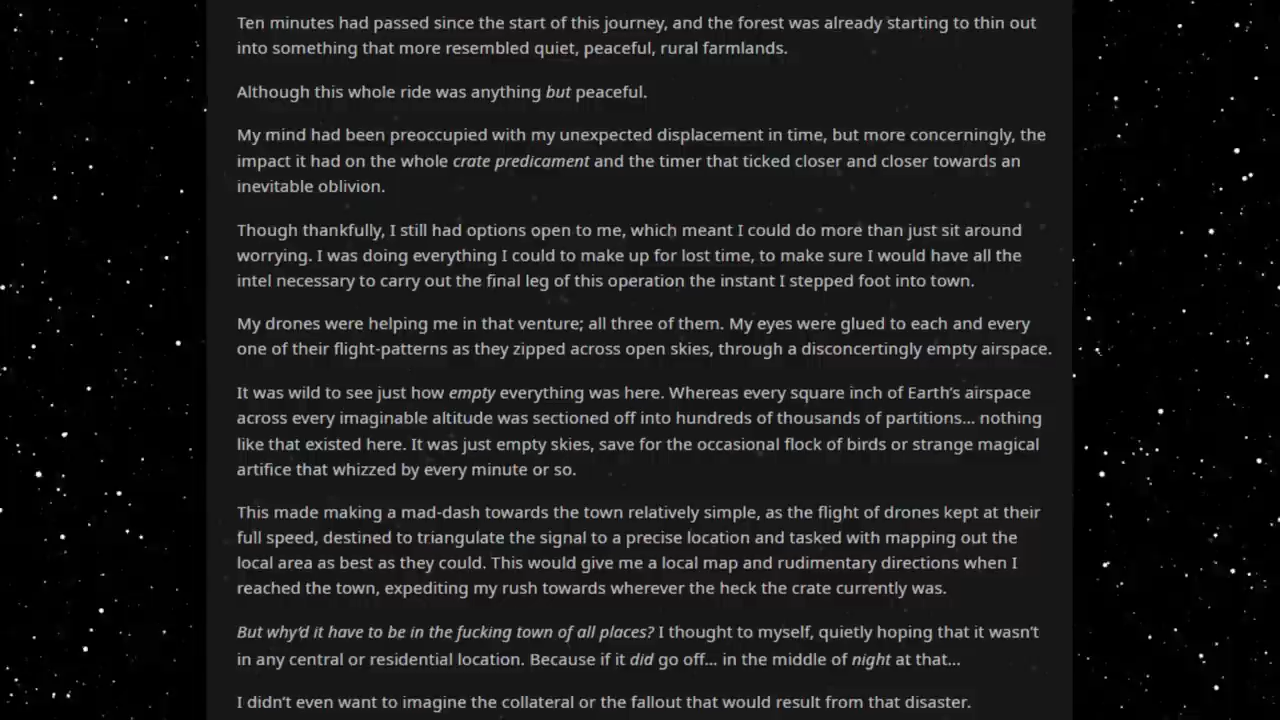 Ten minutes had passed since the start of this journey, and the forest was already starting to thin out
into something that more resembled quiet, peaceful, rural farmlands.
Although this whole ride was anything but peaceful.
My mind had been preoccupied with my unexpected displacement in time, but more concerningly, the
impact it had on the whole crate predicament and the timer that ticked closer and closer towards an
inevitable oblivion.
Though thankfully, I still had options open to me, which meant I could do more than just sit around
worrying. I was doing everything I could to make up for lost time, to make sure I would have all the
intel necessary to carry out the final leg of this operation the instant I stepped foot into town.
My drones were helping me in that venture; all three of them. My eyes were glued to each and every
one of their flight-patterns as they zipped across open skies, through a disconcertingly empty airspace.
It was wild to see just how empty everything was here. Whereas every square inch of Earth’s airspace
across every imaginable altitude was sectioned off into hundreds of thousands of partitions… nothing
like that existed here. It was just empty skies, save for the occasional flock of birds or strange magical
artifice that whizzed by every minute or so.
This made making a mad-dash towards the town relatively simple, as the flight of drones kept at their
full speed, destined to triangulate the signal to a precise location and tasked with mapping out the
local area as best as they could. This would give me a local map and rudimentary directions when I
reached the town, expediting my rush towards wherever the heck the crate currently was.
But why’d it have to be in the fucking town of all places? I thought to myself, quietly hoping that it wasn’t
in any central or residential location. Because if it did go off… in the middle of night at that…
I didn’t even want to imagine the collateral or the fallout that would result from that disaster.